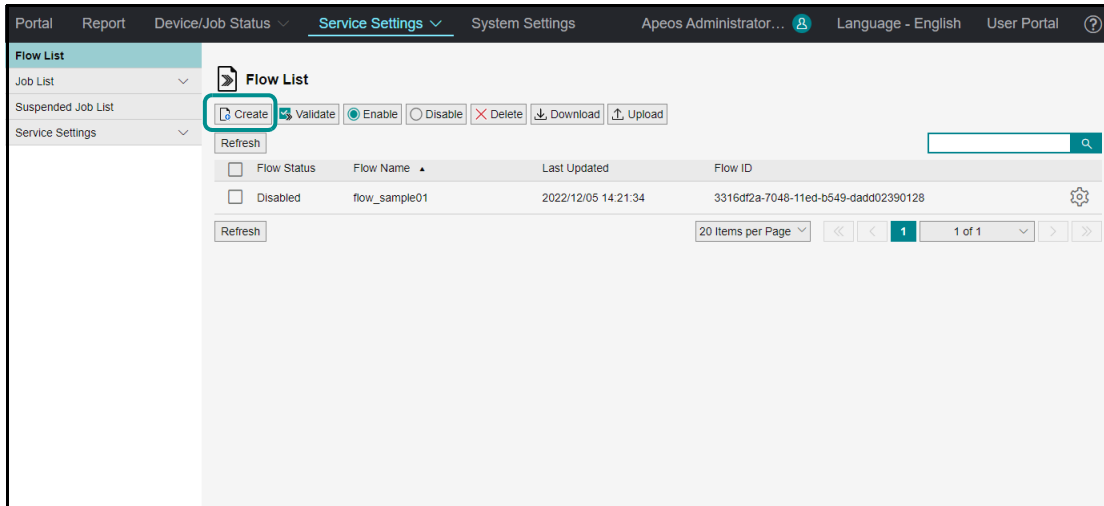 Portal Report Device/Job Status Service Settings System Settings Apeos Administrator... Language - English User Portal ?
Flow List
Job List
Suspended Job List
Service Settings
Flow List
Create Validate Enable Disable Delete Download Upload
Refresh
Flow Status Flow Name Last Updated Flow ID
Disabled flow_sample01 2022/12/05 14:21:34 3316df2a-7048-11ed-b549-dadd02390128
Refresh 20 Items per Page 1 1 of 1